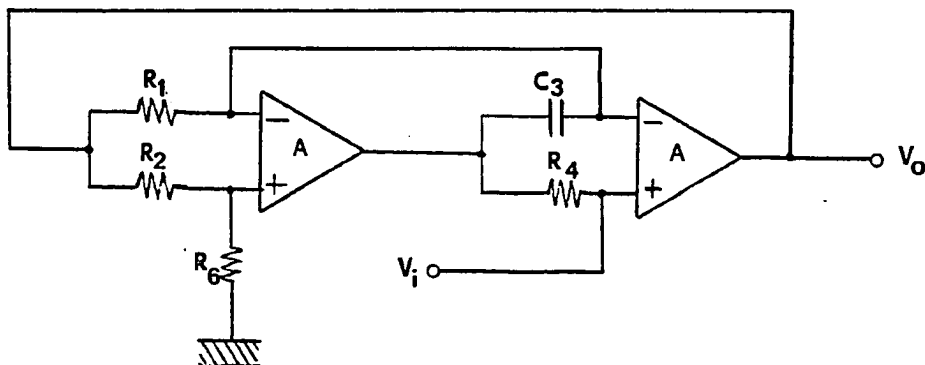 R1
C3
−
−
A
A
Vo
R2
R4
+
+
R6
Vi